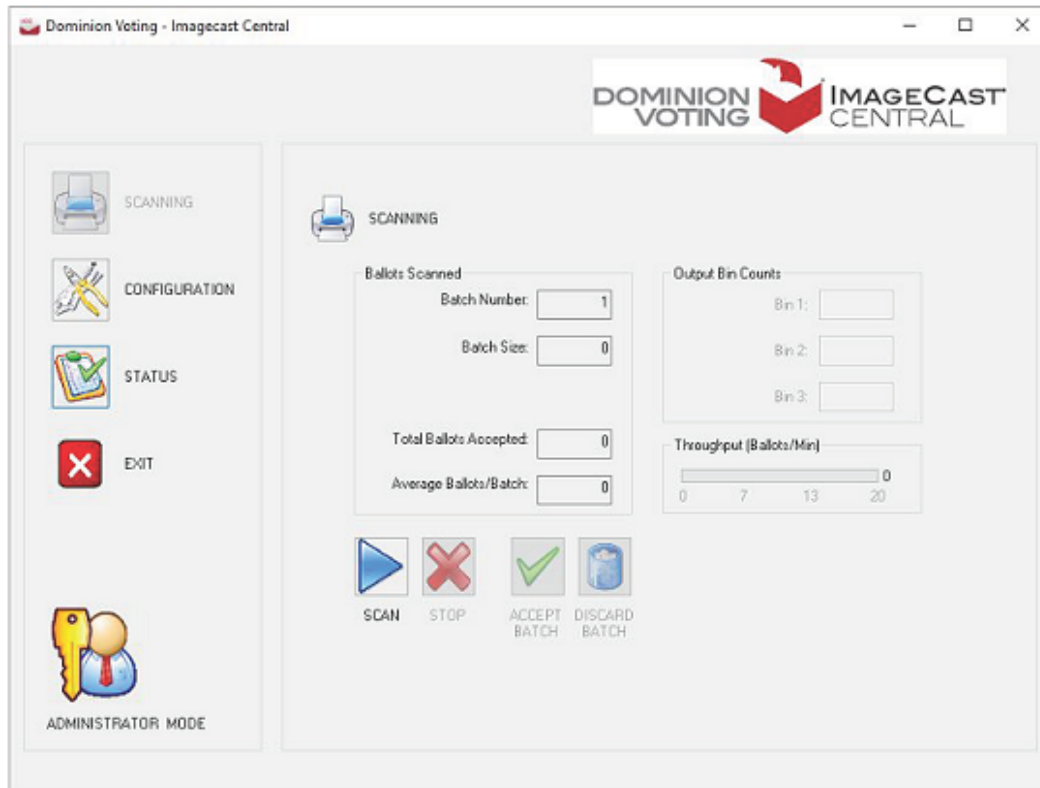 Dominion Voting - Imagecast Central
DOMINION VOTING
IMAGECAST CENTRAL
SCANNING
CONFIGURATION
STATUS
EXIT
ADMINISTRATOR MODE
SCANNING
Ballots Scanned
Batch Number: 1
Batch Size: 0
Total Ballots Accepted: 0
Average Ballots/Batch: 0
Output Bin Counts
Bin 1:
Bin 2:
Bin 3:
Throughput (Ballots/Min)
0
0 7 13 20
SCAN
STOP
ACCEPT BATCH
DISCARD BATCH